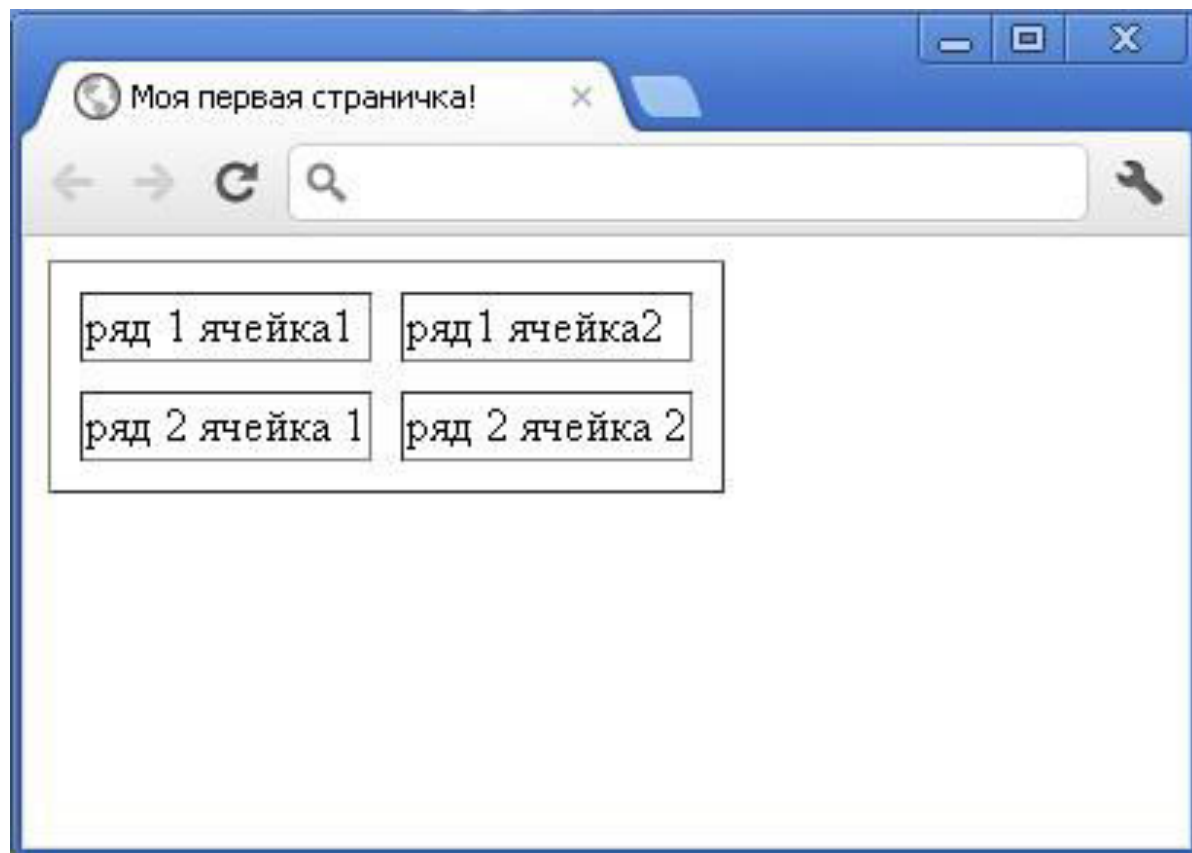 Моя первая страничка!
ряд 1 ячейка1 ряд1 ячейка2
ряд 2 ячейка 1 ряд 2 ячейка 2